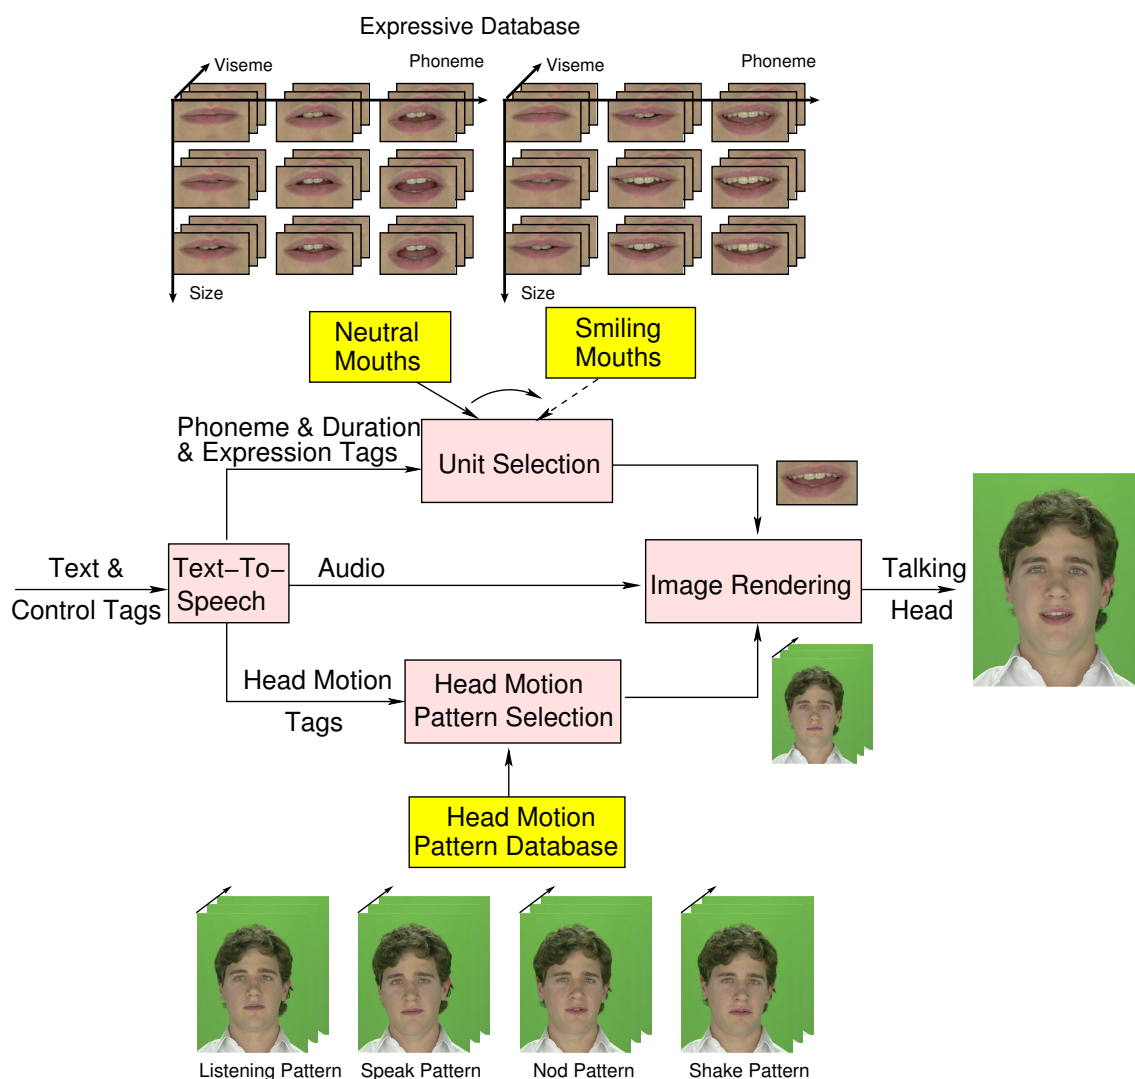 Expressive Database
Viseme
Phoneme
Viseme
Phoneme
Size
Size
Neutral
Mouths
Smiling
Mouths
Phoneme & Duration
& Expression Tags
Unit Selection
Text &
Control Tags
Text-To-
Speech
Audio
Image Rendering
Talking
Head
Head Motion
Tags
Head Motion
Pattern Selection
Head Motion
Pattern Database
Listening Pattern
Speak Pattern
Nod Pattern
Shake Pattern